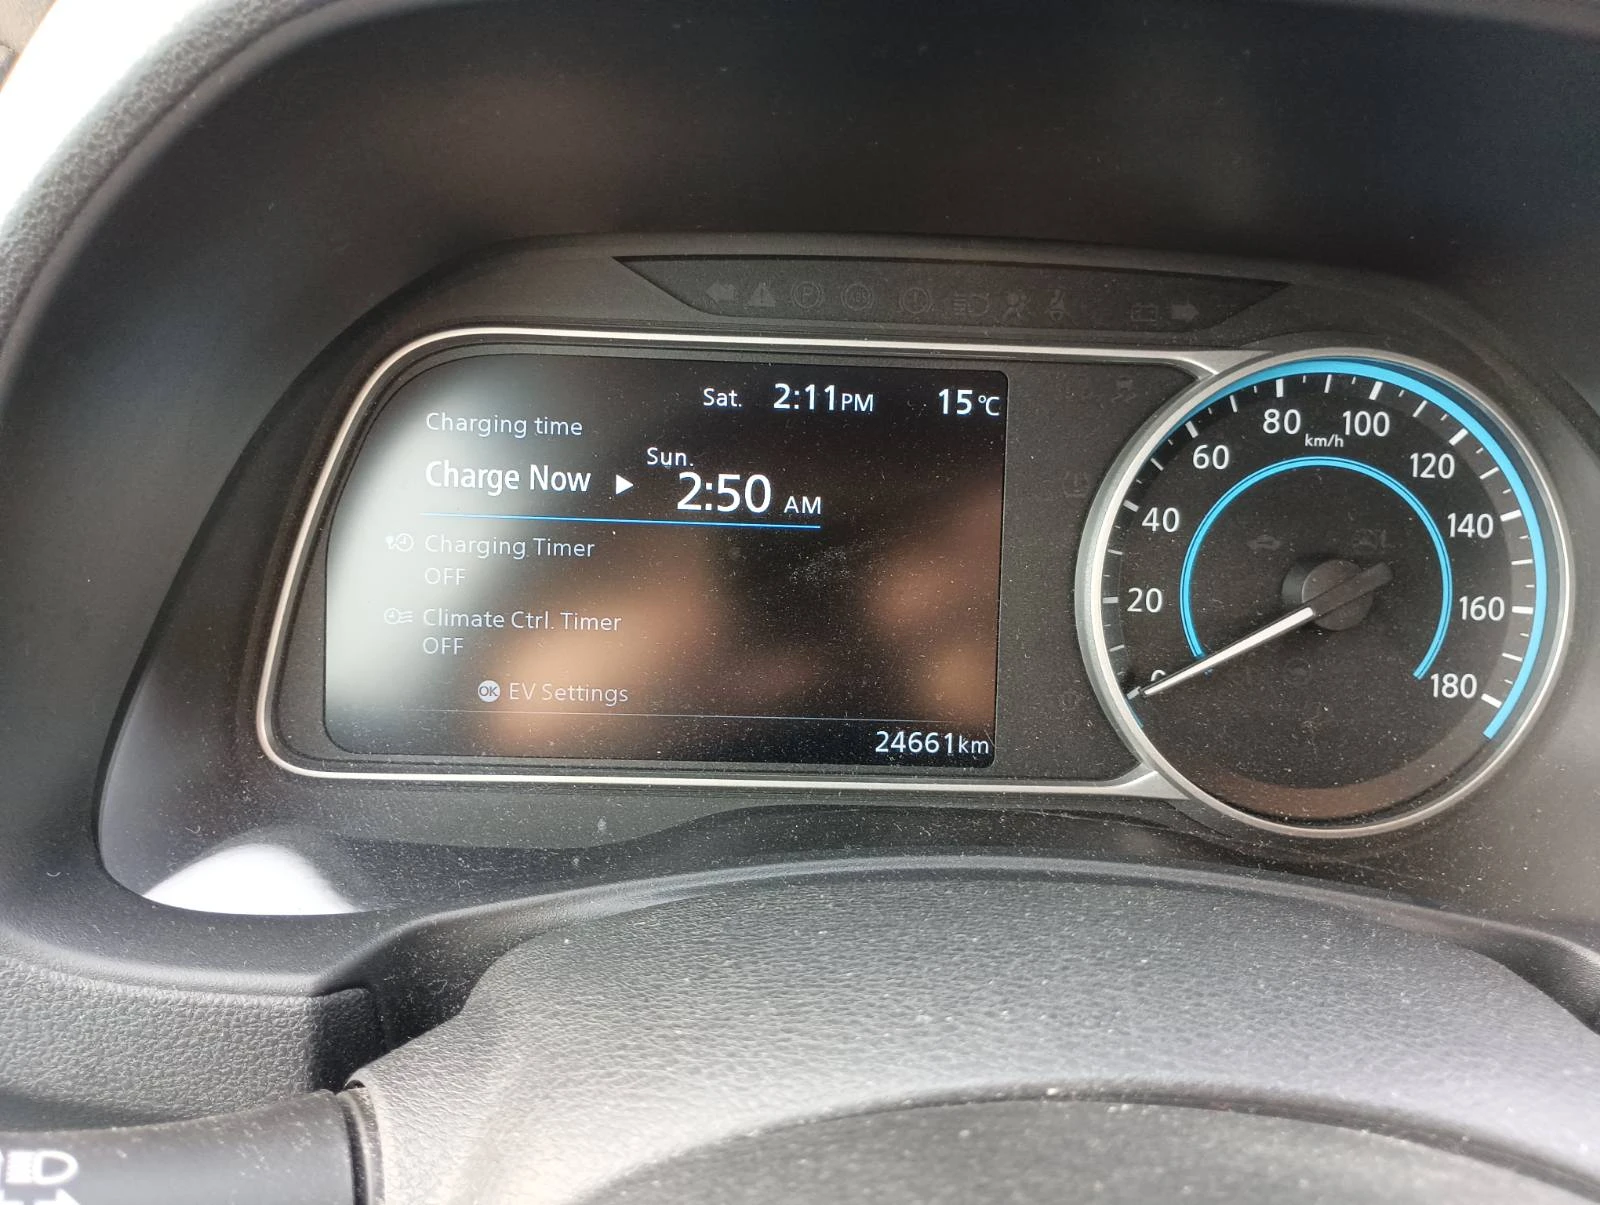 Sat. 2:11PM 15°C
Charging time
Charge Now ▶ Sun. 2:50 AM
Charging Timer
OFF
Climate Ctrl. Timer
OFF
OK EV Settings
24661km
0
20
40
60
80
100
120
140
160
180
km/h